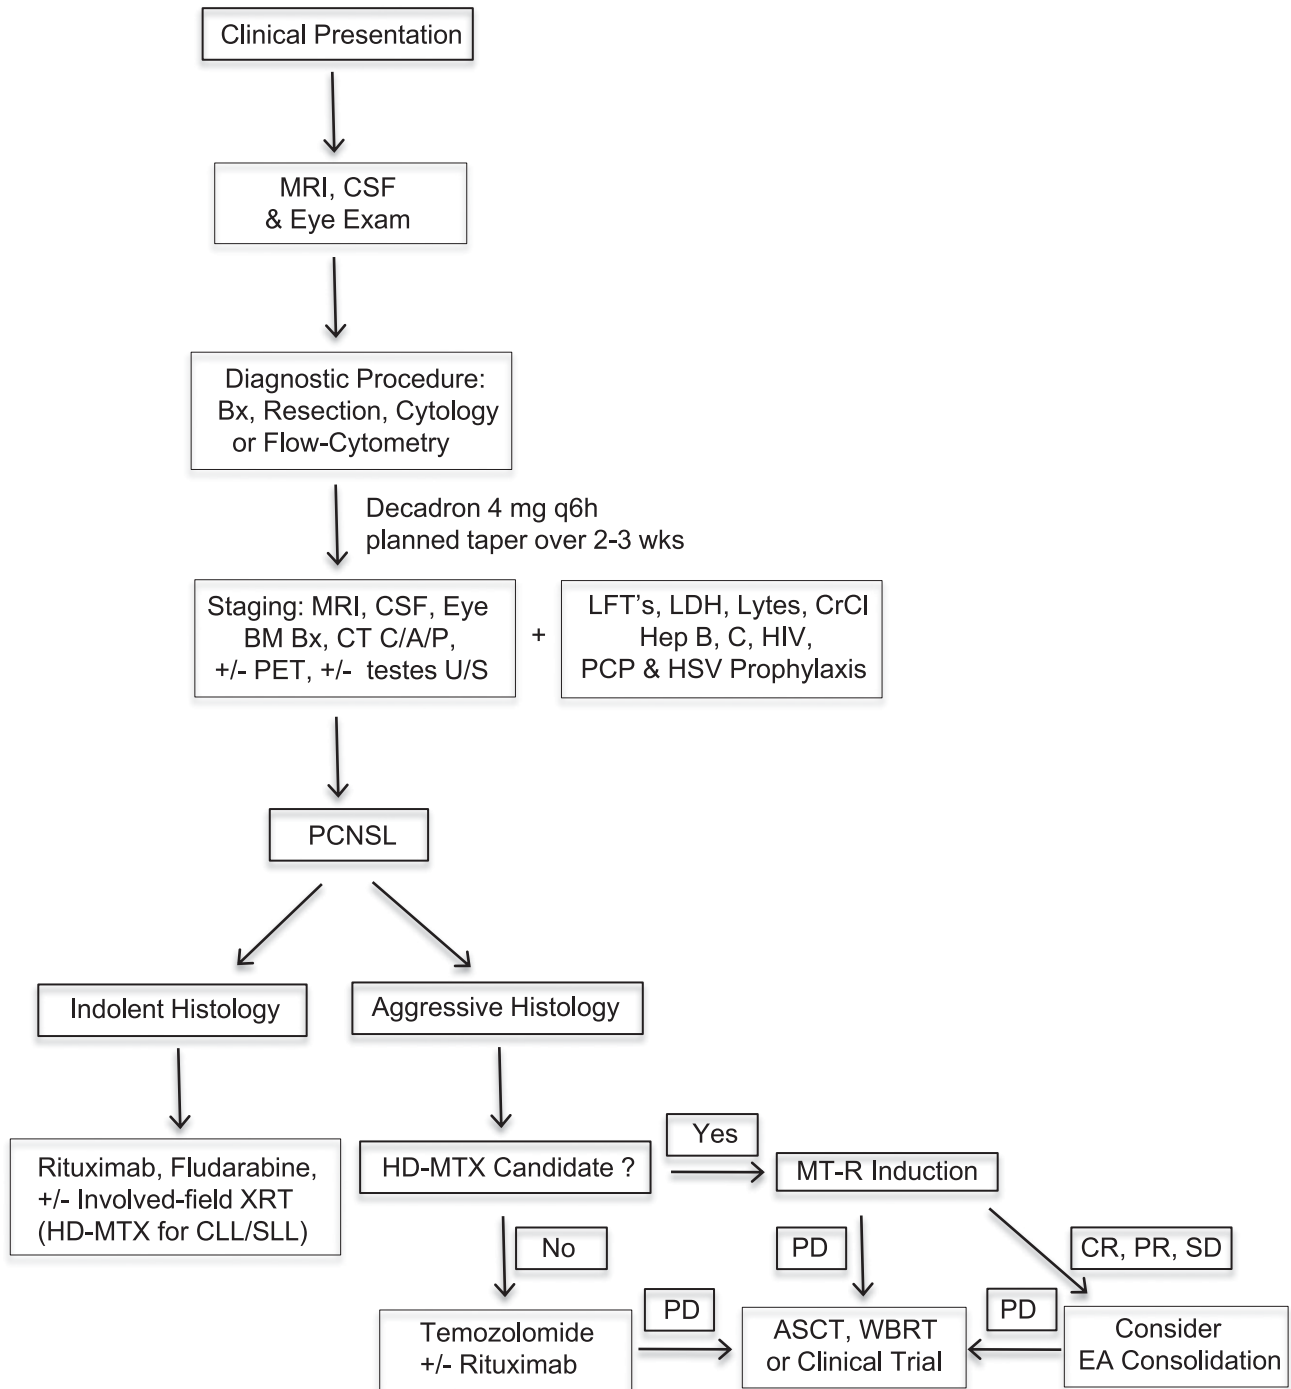 Clinical Presentation
MRI, CSF
& Eye Exam
Diagnostic Procedure:
Bx, Resection, Cytology
or Flow-Cytometry
Decadron 4 mg q6h
planned taper over 2-3 wks
Staging: MRI, CSF, Eye
BM Bx, CT C/A/P,
+/- PET, +/- testes U/S
+
LFT's, LDH, Lytes, CrCl
Hep B, C, HIV,
PCP & HSV Prophylaxis
PCNSL
Indolent Histology
Aggressive Histology
Rituximab, Fludarabine,
+/- Involved-field XRT
(HD-MTX for CLL/SLL)
HD-MTX Candidate ?
Yes
MT-R Induction
No
PD
CR, PR, SD
Temozolomide
+/- Rituximab
PD
ASCT, WBRT
or Clinical Trial
PD
Consider
EA Consolidation